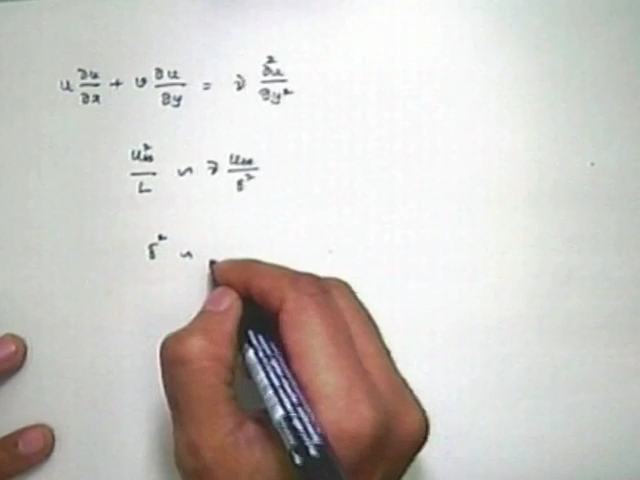 u ∂u/∂x + v ∂u/∂y = ν ∂²u/∂y²
u∞²/L ~ ν u∞/δ²
δ² ~